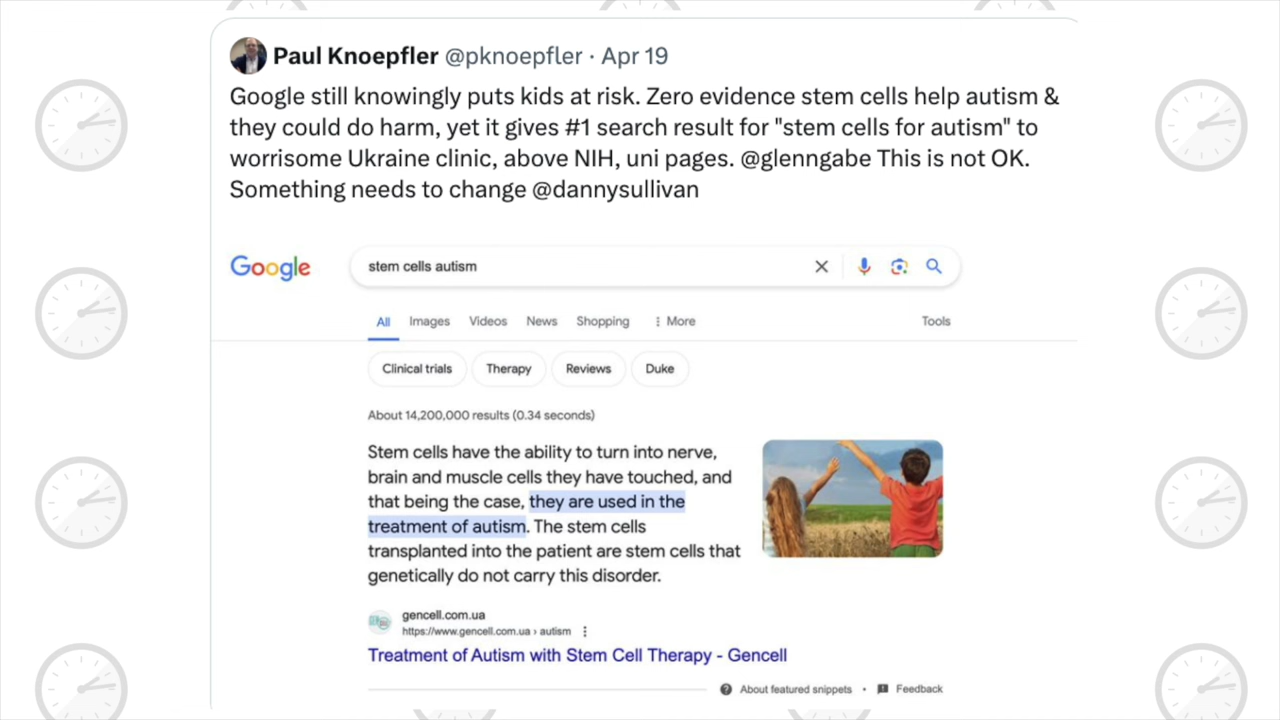 Paul Knoepfler @pknoepfler · Apr 19
Google still knowingly puts kids at risk. Zero evidence stem cells help autism &
they could do harm, yet it gives #1 search result for "stem cells for autism" to
worrisome Ukraine clinic, above NIH, uni pages. @glenngabe This is not OK.
Something needs to change @dannysullivan
Google
stem cells autism
All Images Videos News Shopping More Tools
Clinical trials Therapy Reviews Duke
About 14,200,000 results (0.34 seconds)
Stem cells have the ability to turn into nerve,
brain and muscle cells they have touched, and
that being the case, they are used in the
treatment of autism. The stem cells
transplanted into the patient are stem cells that
genetically do not carry this disorder.
gencell.com.ua
https://www.gencell.com.ua › autism
Treatment of Autism with Stem Cell Therapy - Gencell
About featured snippets · Feedback